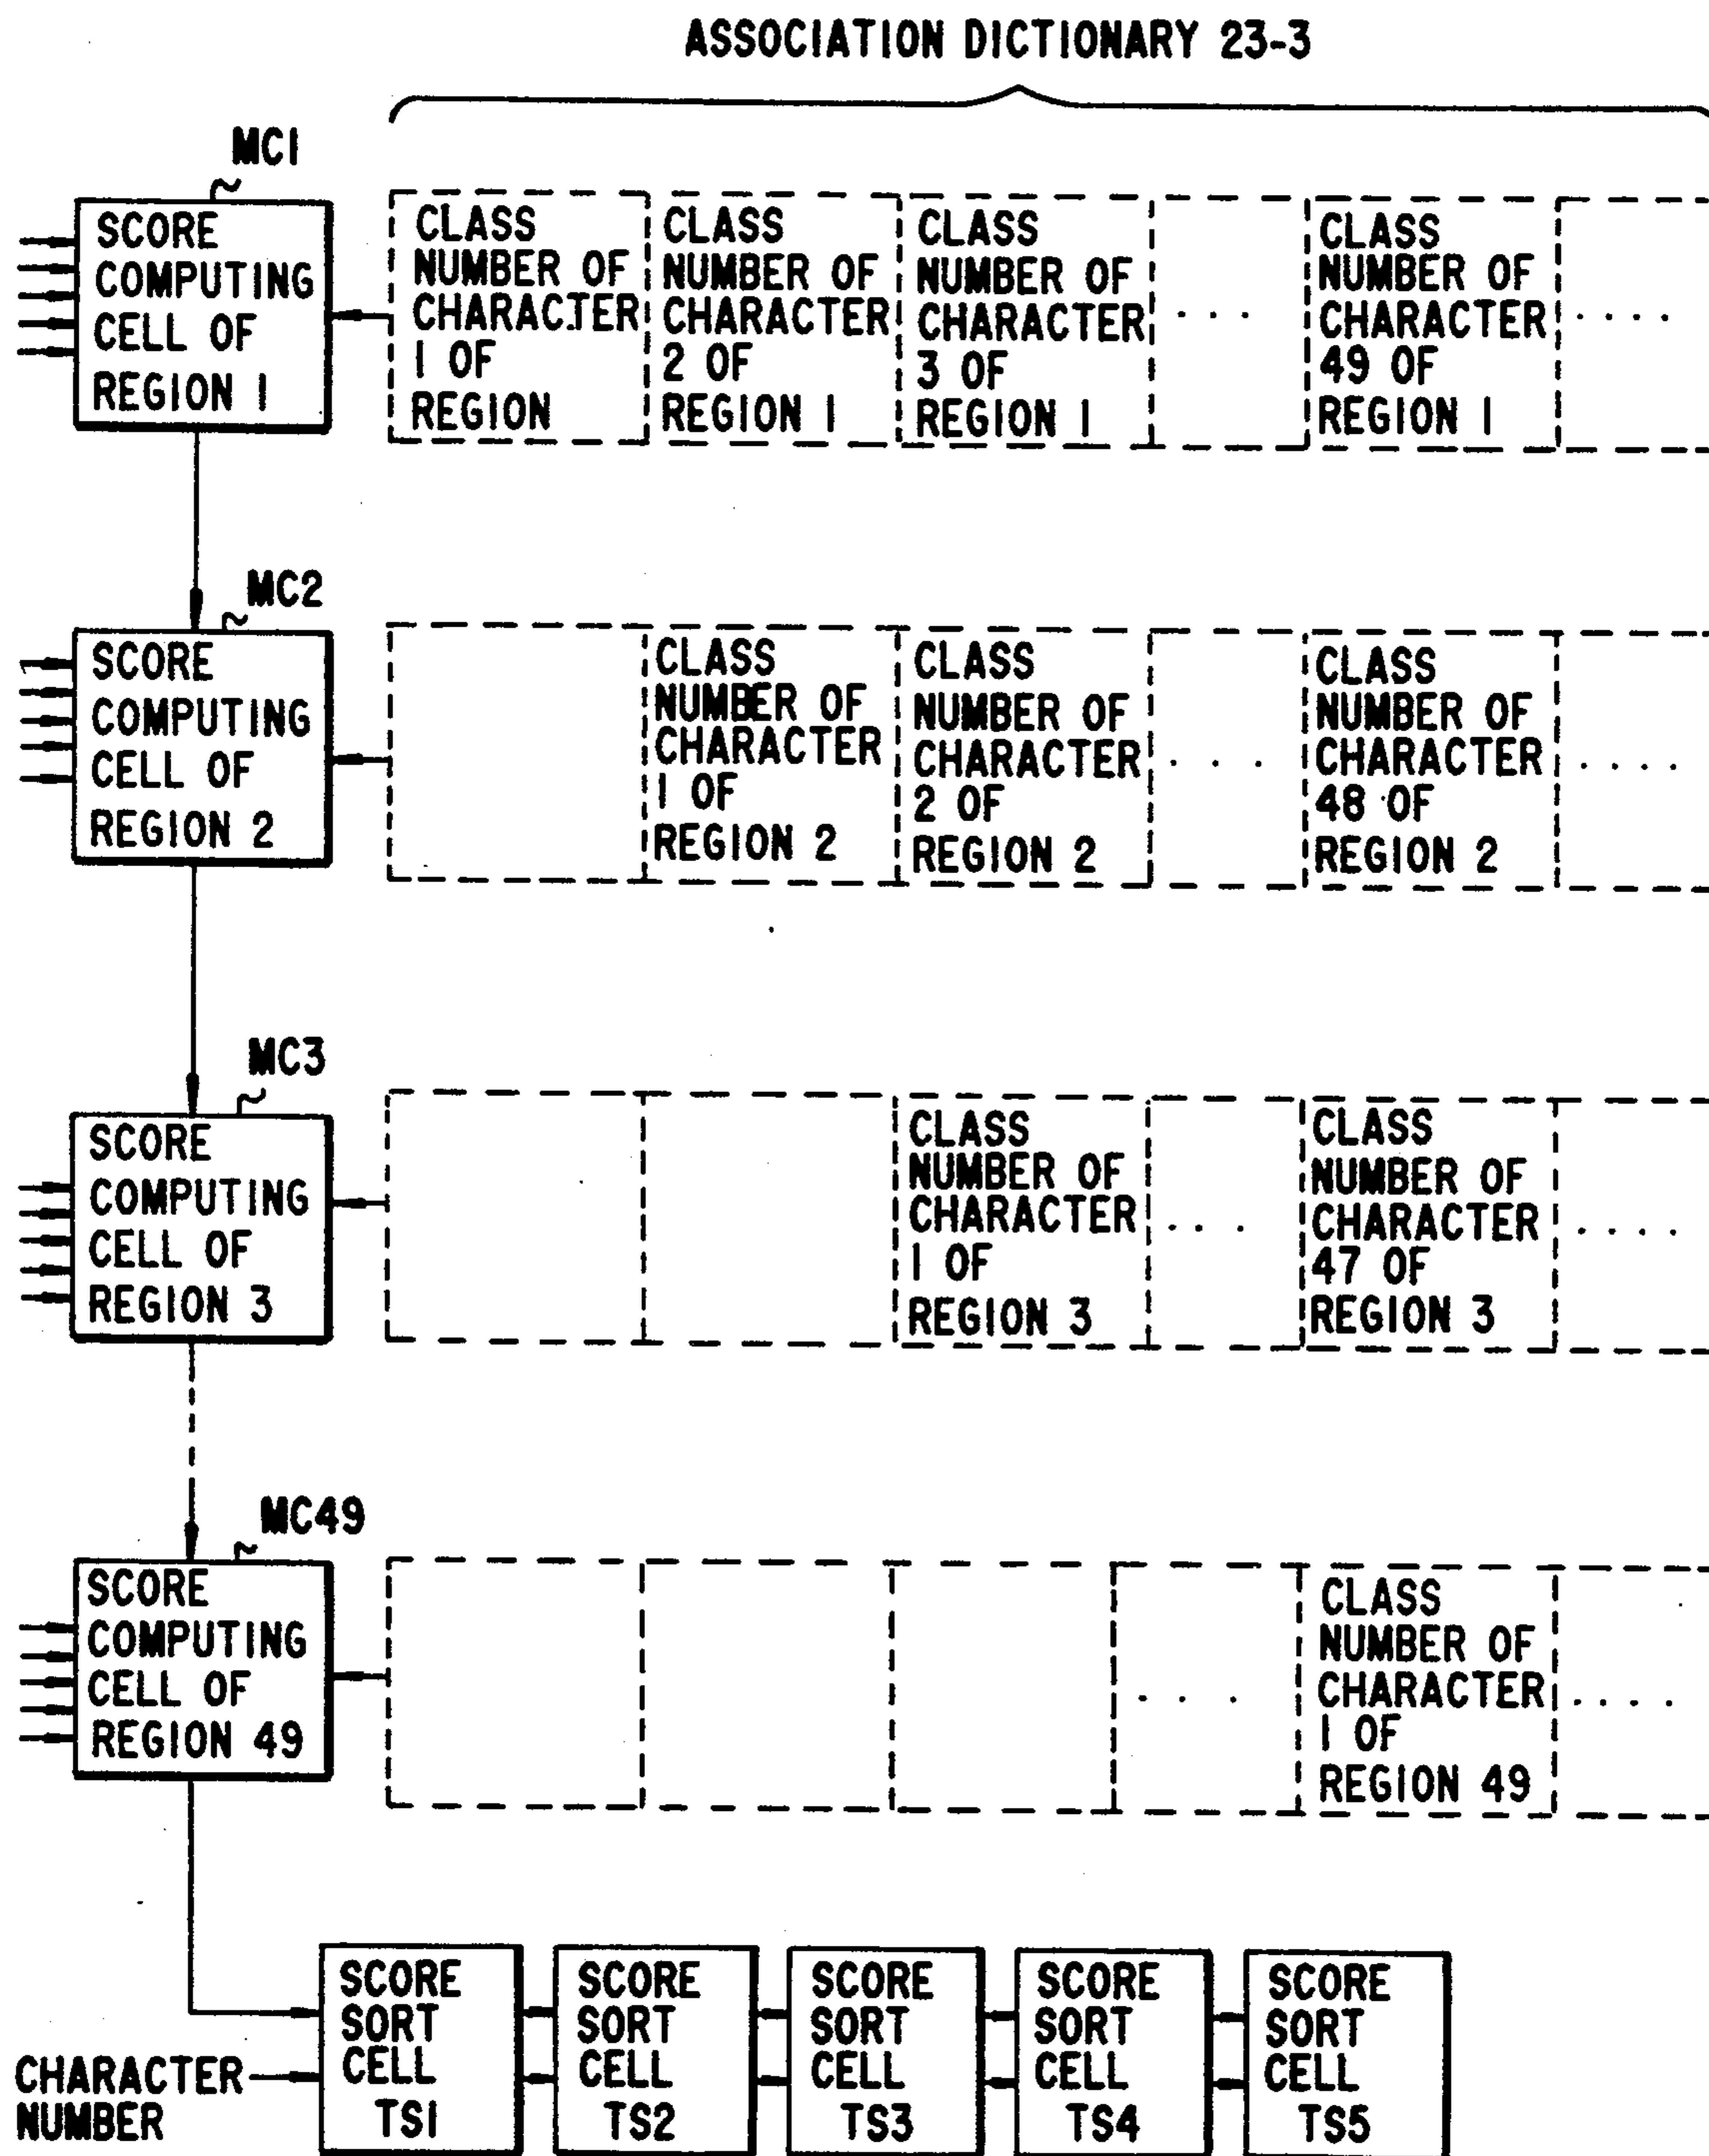 ASSOCIATION DICTIONARY 23-3
MC1
SCORE
COMPUTING
CELL OF
REGION 1
CLASS
NUMBER OF
CHARACTER
1 OF
REGION
CLASS
NUMBER OF
CHARACTER
2 OF
REGION 1
CLASS
NUMBER OF
CHARACTER
3 OF
REGION 1
. . .
CLASS
NUMBER OF
CHARACTER
49 OF
REGION 1
. . . .
MC2
SCORE
COMPUTING
CELL OF
REGION 2
CLASS
NUMBER OF
CHARACTER
1 OF
REGION 2
CLASS
NUMBER OF
CHARACTER
2 OF
REGION 2
. . .
CLASS
NUMBER OF
CHARACTER
48 OF
REGION 2
. . . .
MC3
SCORE
COMPUTING
CELL OF
REGION 3
CLASS
NUMBER OF
CHARACTER
1 OF
REGION 3
. . .
CLASS
NUMBER OF
CHARACTER
47 OF
REGION 3
. . . .
MC49
SCORE
COMPUTING
CELL OF
REGION 49
. . .
CLASS
NUMBER OF
CHARACTER
1 OF
REGION 49
. . . .
CHARACTER
NUMBER
SCORE
SORT
CELL
TS1
SCORE
SORT
CELL
TS2
SCORE
SORT
CELL
TS3
SCORE
SORT
CELL
TS4
SCORE
SORT
CELL
TS5